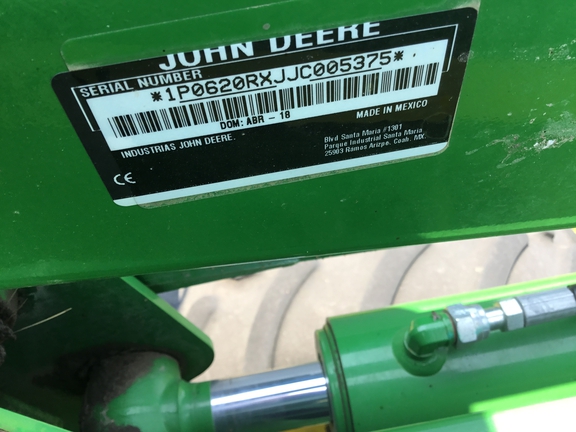 JOHN DEERE
SERIAL NUMBER
*1P0620RXJJC005375*
DOM: ABR - 18
MADE IN MEXICO
INDUSTRIAS JOHN DEERE.
Blvd Santa Maria #1301
Parque Industrial Santa Maria
25903 Ramos Arizpe. Coah. MX.
CE